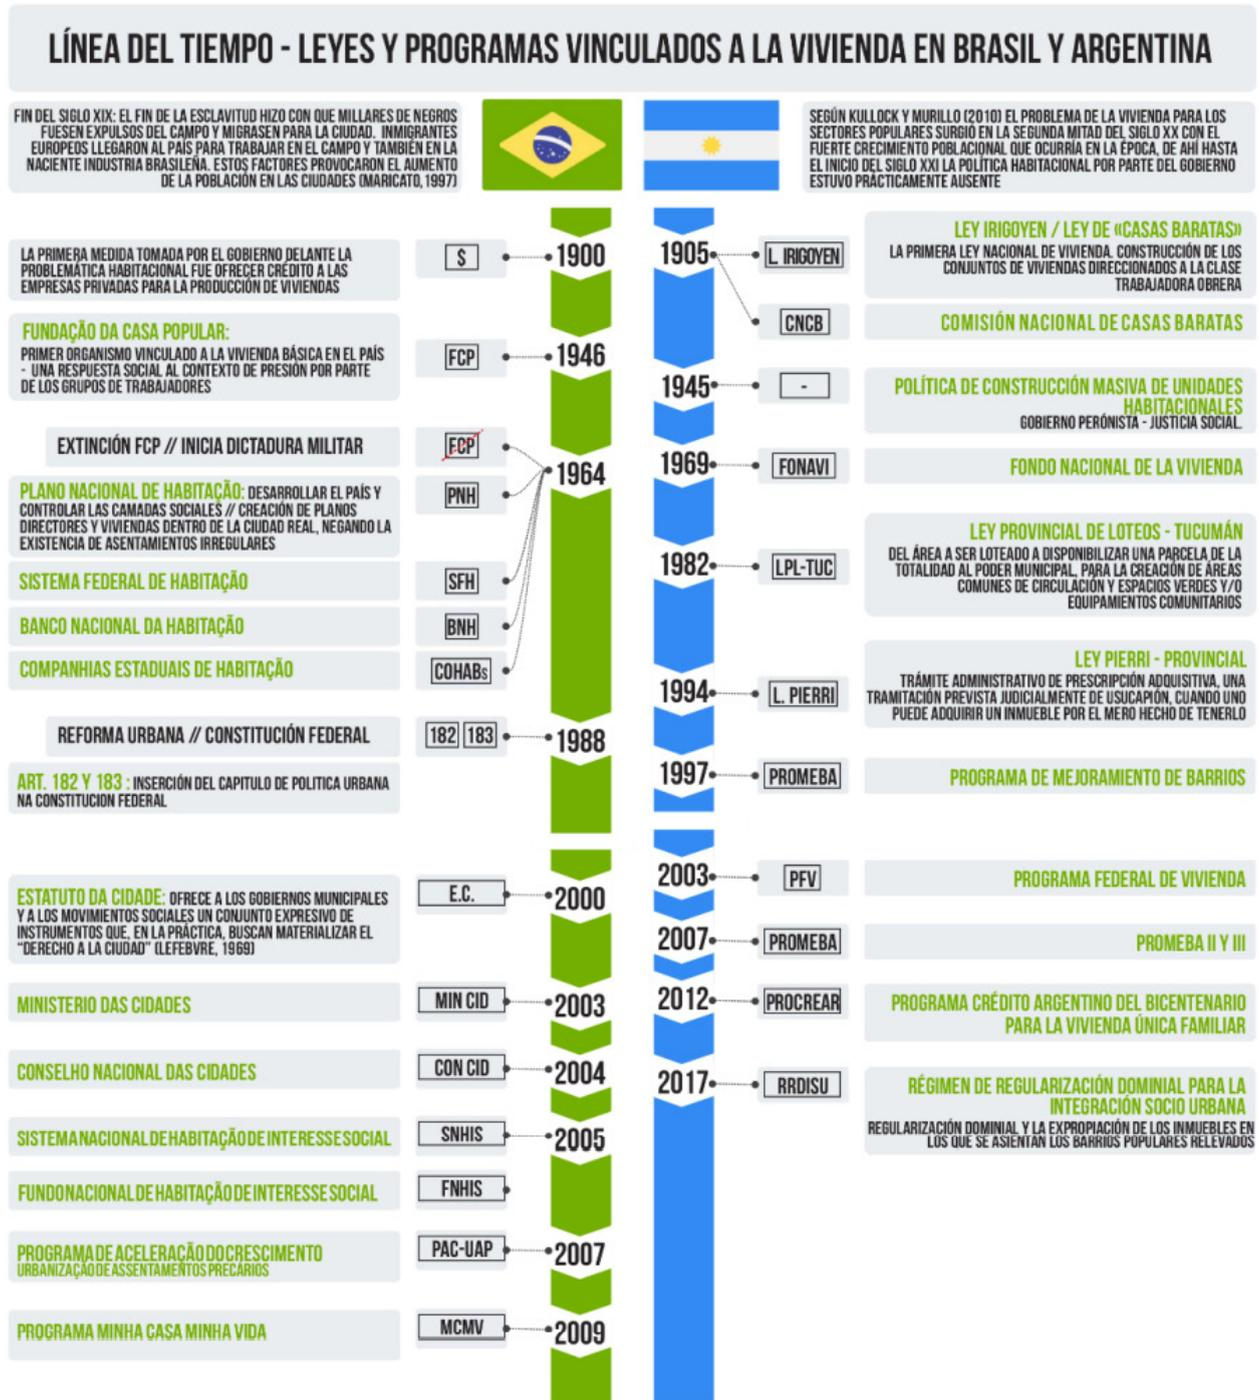 LÍNEA DEL TIEMPO - LEYES Y PROGRAMAS VINCULADOS A LA VIVIENDA EN BRASIL Y ARGENTINA
FIN DEL SIGLO XIX: EL FIN DE LA ESCLAVITUD HIZO CON QUE MILLARES DE NEGROS
FUESEN EXPULSOS DEL CAMPO Y MIGRASEN PARA LA CIUDAD. INMIGRANTES
EUROPEOS LLEGARON AL PAÍS PARA TRABAJAR EN EL CAMPO Y TAMBIÉN EN LA
NACIENTE INDUSTRIA BRASILEÑA. ESTOS FACTORES PROVOCARON EL AUMENTO
DE LA POBLACIÓN EN LAS CIUDADES (MARICATO, 1997)
SEGÚN KULLOCK Y MURILLO (2010) EL PROBLEMA DE LA VIVIENDA PARA LOS
SECTORES POPULARES SURGIÓ EN LA SEGUNDA MITAD DEL SIGLO XX CON EL
FUERTE CRECIMIENTO POBLACIONAL QUE OCURRÍA EN LA ÉPOCA, DE AHÍ HASTA
EL INICIO DEL SIGLO XXI LA POLÍTICA HABITACIONAL POR PARTE DEL GOBIERNO
ESTUVO PRÁCTICAMENTE AUSENTE
LA PRIMERA MEDIDA TOMADA POR EL GOBIERNO DELANTE LA
PROBLEMÁTICA HABITACIONAL FUE OFRECER CRÉDITO A LAS
EMPRESAS PRIVADAS PARA LA PRODUCCIÓN DE VIVIENDAS
$
1900
FUNDAÇÃO DA CASA POPULAR:
PRIMER ORGANISMO VINCULADO A LA VIVIENDA BÁSICA EN EL PAÍS
- UNA RESPUESTA SOCIAL AL CONTEXTO DE PRESIÓN POR PARTE
DE LOS GRUPOS DE TRABAJADORES
FCP
1946
EXTINCIÓN FCP // INICIA DICTADURA MILITAR
FCP
1964
PLANO NACIONAL DE HABITAÇÃO: DESARROLLAR EL PAÍS Y
CONTROLAR LAS CAMADAS SOCIALES // CREACIÓN DE PLANOS
DIRECTORES Y VIVIENDAS DENTRO DE LA CIUDAD REAL, NEGANDO LA
EXISTENCIA DE ASENTAMIENTOS IRREGULARES
PNH
SISTEMA FEDERAL DE HABITAÇÃO
SFH
BANCO NACIONAL DA HABITAÇÃO
BNH
COMPANHIAS ESTADUAIS DE HABITAÇÃO
COHABs
REFORMA URBANA // CONSTITUCIÓN FEDERAL
182 183
1988
ART. 182 Y 183 : INSERCIÓN DEL CAPITULO DE POLITICA URBANA
NA CONSTITUCION FEDERAL
ESTATUTO DA CIDADE: OFRECE A LOS GOBIERNOS MUNICIPALES
Y A LOS MOVIMIENTOS SOCIALES UN CONJUNTO EXPRESIVO DE
INSTRUMENTOS QUE, EN LA PRÁCTICA, BUSCAN MATERIALIZAR EL
"DERECHO A LA CIUDAD" (LEFEBVRE, 1969)
E.C.
2000
MINISTERIO DAS CIDADES
MIN CID
2003
CONSELHO NACIONAL DAS CIDADES
CON CID
2004
SISTEMA NACIONAL DE HABITAÇÃO DE INTERESSE SOCIAL
SNHIS
2005
FUNDO NACIONAL DE HABITAÇÃO DE INTERESSE SOCIAL
FNHIS
PROGRAMA DE ACELERAÇÃO DO CRESCIMENTO
URBANIZAÇÃO DE ASSENTAMENTOS PRECÁRIOS
PAC-UAP
2007
PROGRAMA MINHA CASA MINHA VIDA
MCMV
2009
1905
L. IRIGOYEN
LEY IRIGOYEN / LEY DE «CASAS BARATAS»
LA PRIMERA LEY NACIONAL DE VIVIENDA. CONSTRUCCIÓN DE LOS
CONJUNTOS DE VIVIENDAS DIRECCIONADOS A LA CLASE
TRABAJADORA OBRERA
CNCB
COMISIÓN NACIONAL DE CASAS BARATAS
1945
-
POLÍTICA DE CONSTRUCCIÓN MASIVA DE UNIDADES
HABITACIONALES
GOBIERNO PERÓNISTA - JUSTICIA SOCIAL.
1969
FONAVI
FONDO NACIONAL DE LA VIVIENDA
1982
LPL-TUC
LEY PROVINCIAL DE LOTEOS - TUCUMÁN
DEL ÁREA A SER LOTEADO A DISPONIBILIZAR UNA PARCELA DE LA
TOTALIDAD AL PODER MUNICIPAL, PARA LA CREACIÓN DE ÁREAS
COMUNES DE CIRCULACIÓN Y ESPACIOS VERDES Y/O
EQUIPAMIENTOS COMUNITARIOS
1994
L. PIERRI
LEY PIERRI - PROVINCIAL
TRÁMITE ADMINISTRATIVO DE PRESCRIPCIÓN ADQUISITIVA, UNA
TRAMITACIÓN PREVISTA JUDICIALMENTE DE USUCAPIÓN, CUANDO UNO
PUEDE ADQUIRIR UN INMUEBLE POR EL MERO HECHO DE TENERLO
1997
PROMEBA
PROGRAMA DE MEJORAMIENTO DE BARRIOS
2003
PFV
PROGRAMA FEDERAL DE VIVIENDA
2007
PROMEBA
PROMEBA II Y III
2012
PROCREAR
PROGRAMA CRÉDITO ARGENTINO DEL BICENTENARIO
PARA LA VIVIENDA ÚNICA FAMILIAR
2017
RRDISU
RÉGIMEN DE REGULARIZACIÓN DOMINIAL PARA LA
INTEGRACIÓN SOCIO URBANA
REGULARIZACIÓN DOMINIAL Y LA EXPROPIACIÓN DE LOS INMUEBLES EN
LOS QUE SE ASIENTAN LOS BARRIOS POPULARES RELEVADOS